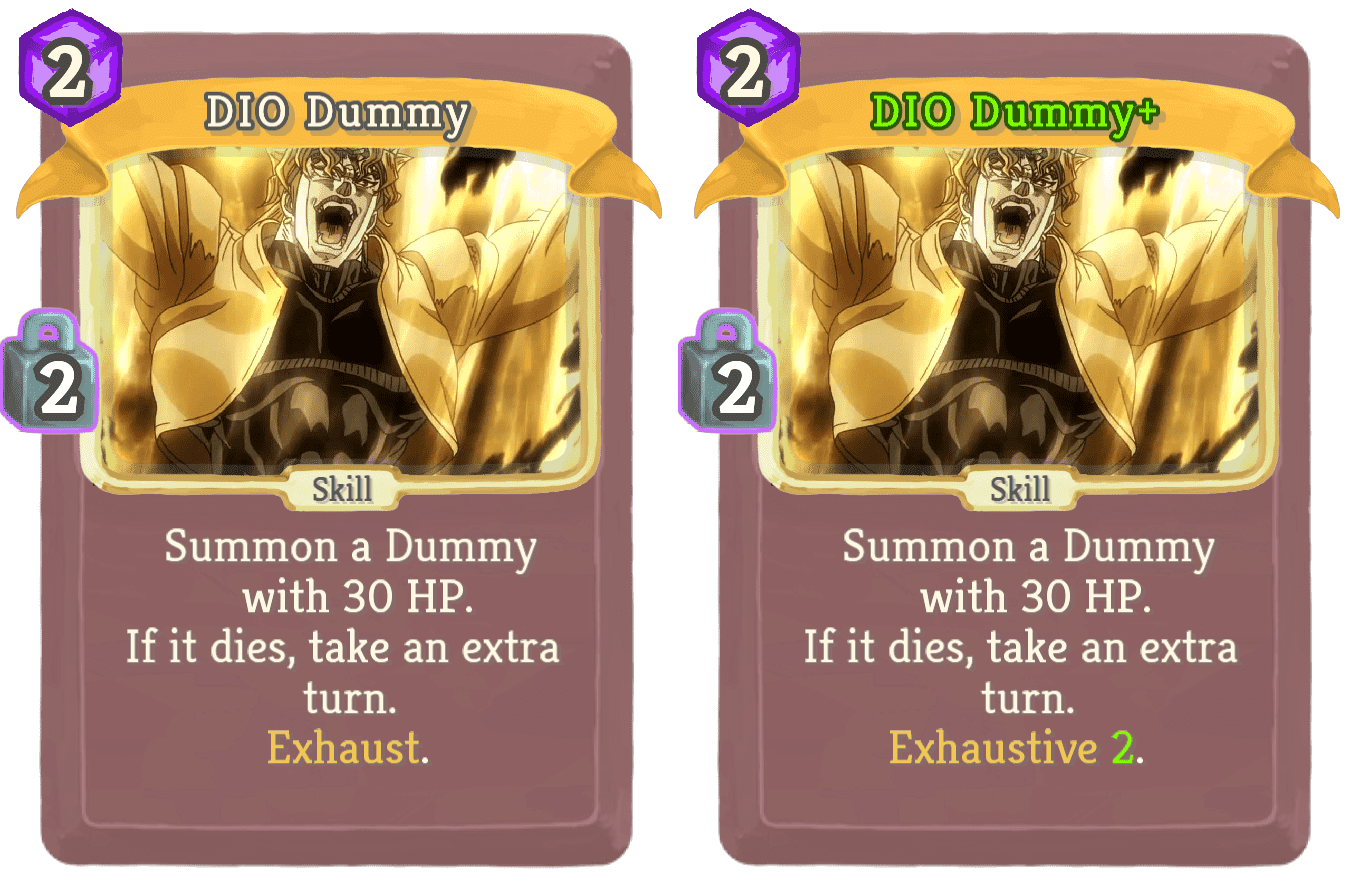 2
DIO Dummy
2
Skill
Summon a Dummy
with 30 HP.
If it dies, take an extra
turn.
Exhaust.
2
DIO Dummy+
2
Skill
Summon a Dummy
with 30 HP.
If it dies, take an extra
turn.
Exhaustive 2.